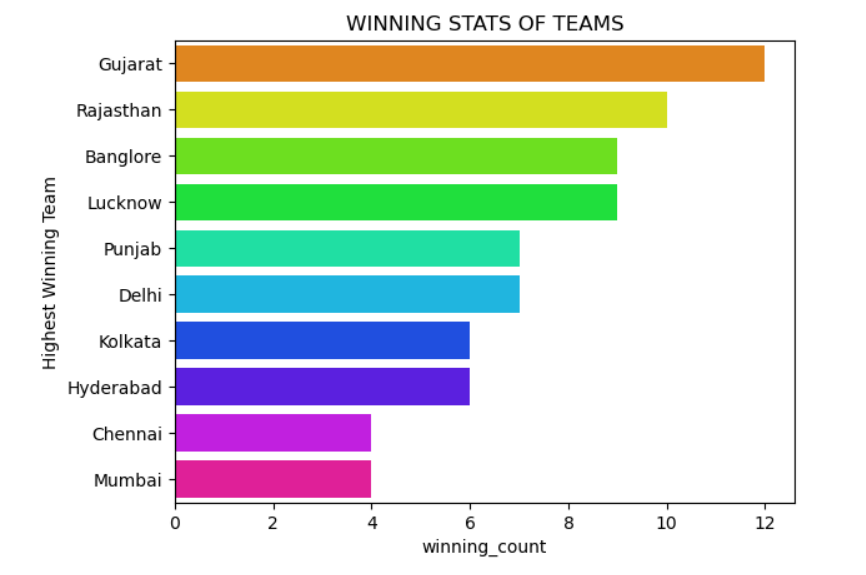 WINNING STATS OF TEAMS
Highest Winning Team
Gujarat
Rajasthan
Banglore
Lucknow
Punjab
Delhi
Kolkata
Hyderabad
Chennai
Mumbai
0 2 4 6 8 10 12
winning_count